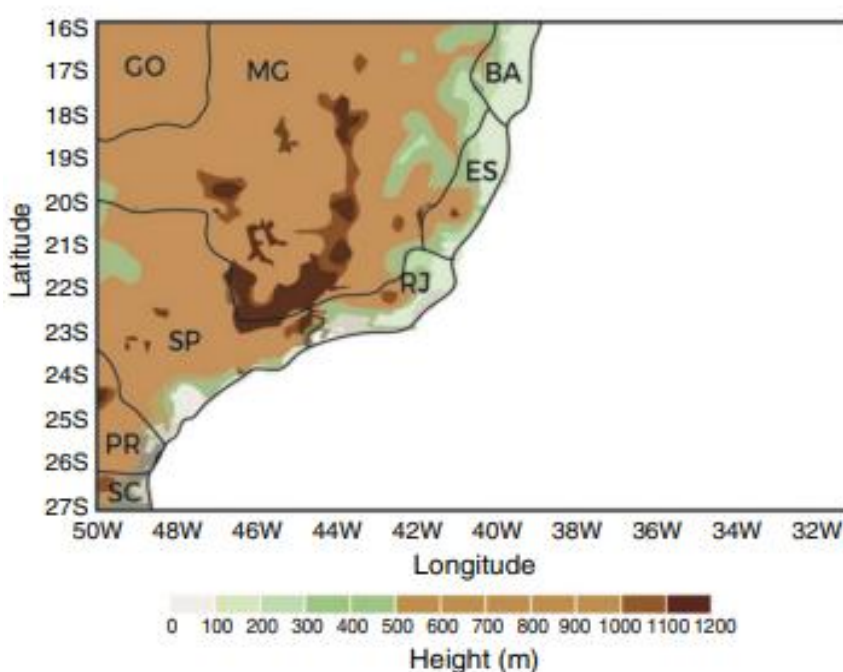 16S
17S
18S
19S
20S
21S
22S
23S
24S
25S
26S
27S
Latitude
GO
MG
BA
ES
RJ
SP
PR
SC
50W 48W 46W 44W 42W 40W 38W 36W 34W 32W
Longitude
0 100 200 300 400 500 600 700 800 900 1000 1100 1200
Height (m)